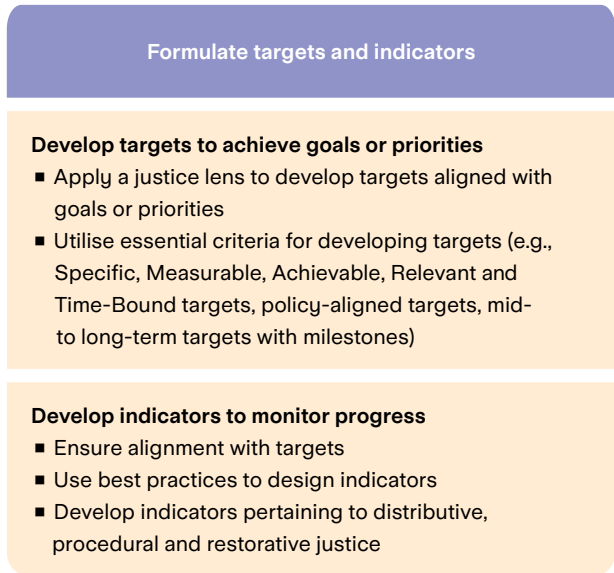 Formulate targets and indicators
Develop targets to achieve goals or priorities
▪ Apply a justice lens to develop targets aligned with
goals or priorities
▪ Utilise essential criteria for developing targets (e.g.,
Specific, Measurable, Achievable, Relevant and
Time-Bound targets, policy-aligned targets, mid-
to long-term targets with milestones)
Develop indicators to monitor progress
▪ Ensure alignment with targets
▪ Use best practices to design indicators
▪ Develop indicators pertaining to distributive,
procedural and restorative justice